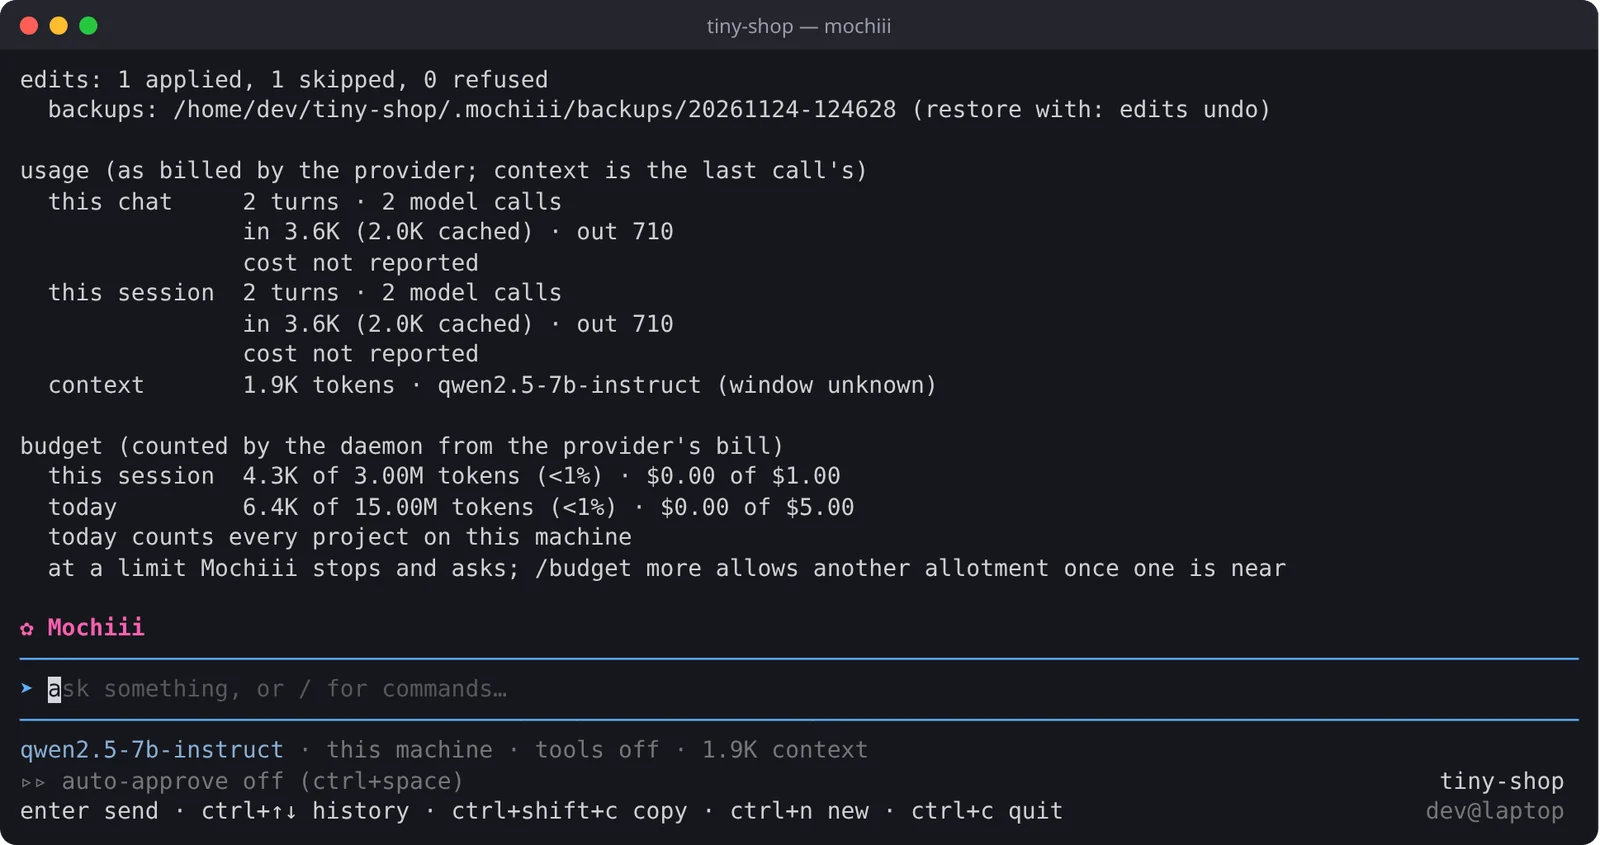 tiny-shop — mochiii
edits: 1 applied, 1 skipped, 0 refused
  backups: /home/dev/tiny-shop/.mochiii/backups/20261124-124628 (restore with: edits undo)
usage (as billed by the provider; context is the last call's)
  this chat     2 turns · 2 model calls
                in 3.6K (2.0K cached) · out 710
                cost not reported
  this session  2 turns · 2 model calls
                in 3.6K (2.0K cached) · out 710
                cost not reported
  context       1.9K tokens · qwen2.5-7b-instruct (window unknown)
budget (counted by the daemon from the provider's bill)
  this session  4.3K of 3.00M tokens (<1%) · $0.00 of $1.00
  today         6.4K of 15.00M tokens (<1%) · $0.00 of $5.00
  today counts every project on this machine
  at a limit Mochiii stops and asks; /budget more allows another allotment once one is near
✿ Mochiii
➤ ask something, or / for commands…
qwen2.5-7b-instruct · this machine · tools off · 1.9K context
▹▹ auto-approve off (ctrl+space)
tiny-shop
enter send · ctrl+↑↓ history · ctrl+shift+c copy · ctrl+n new · ctrl+c quit
dev@laptop